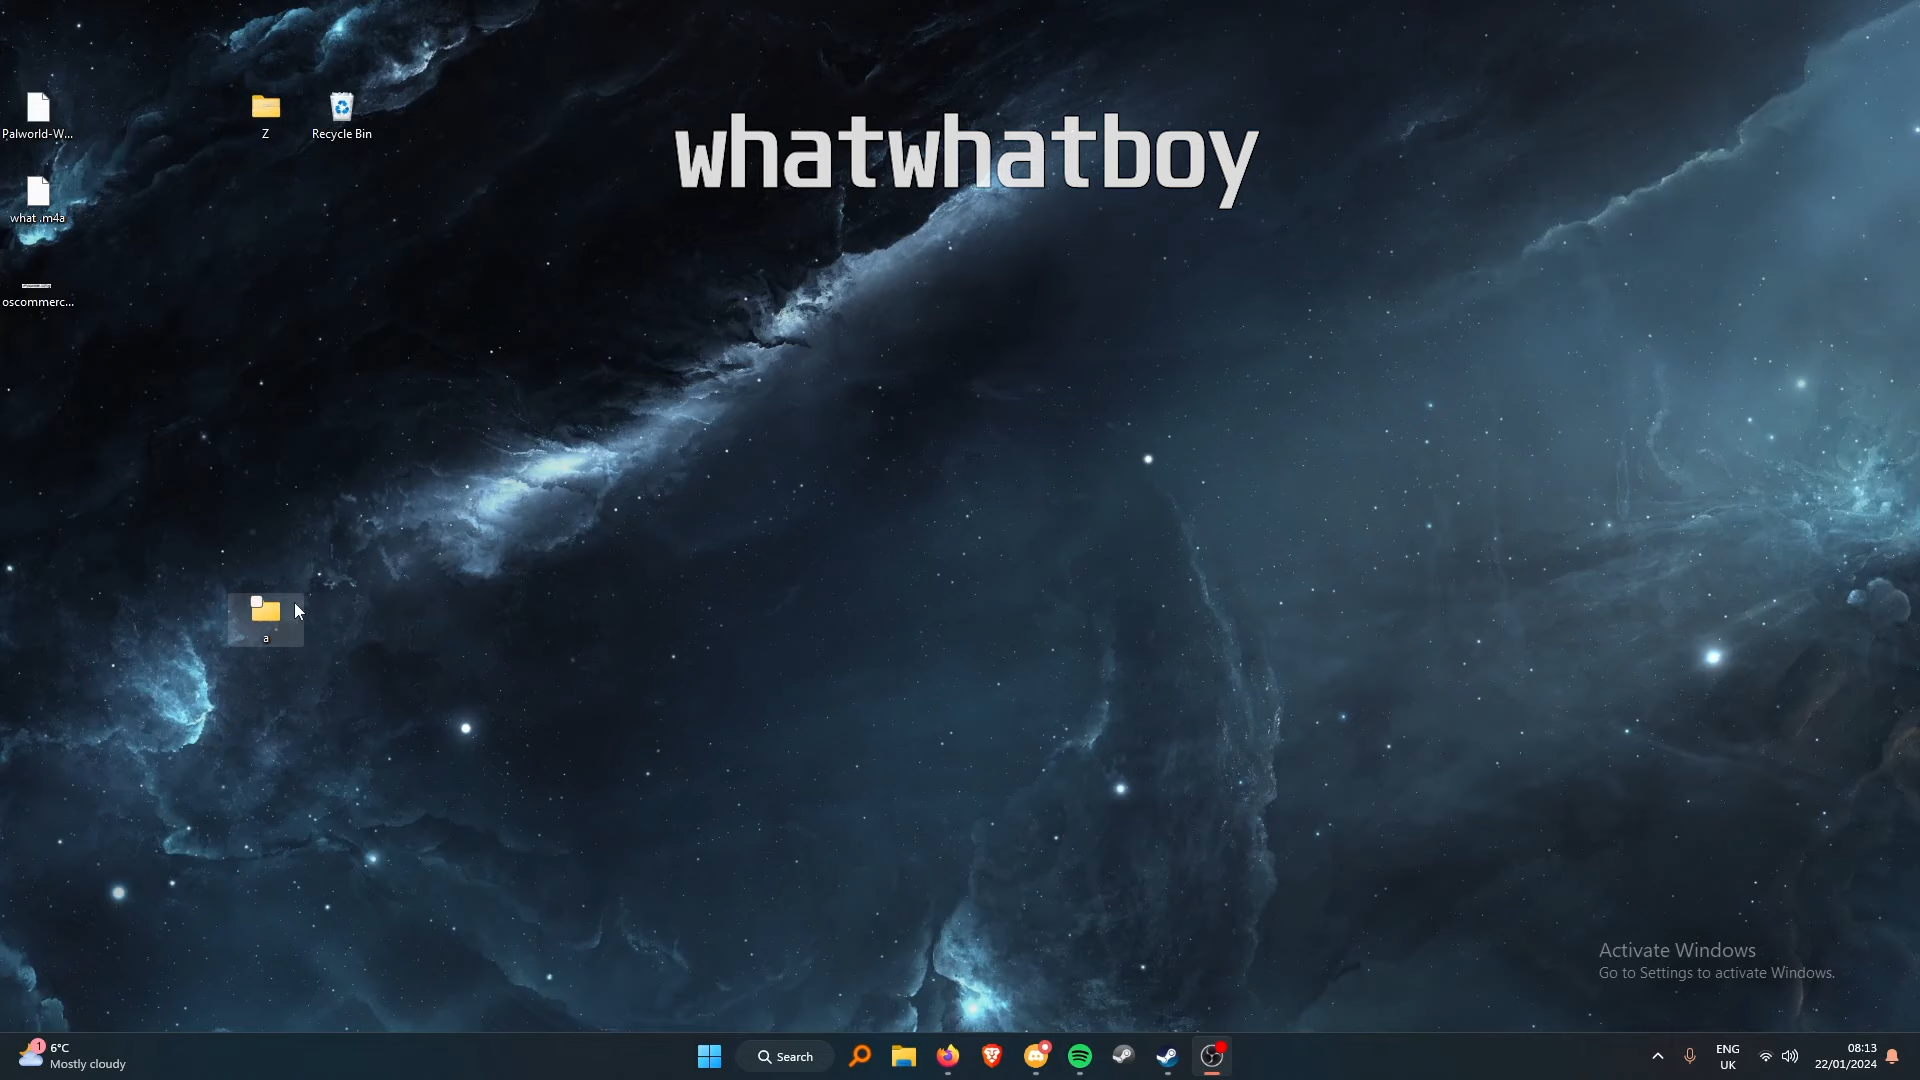 Palworld-W...
Z
Recycle Bin
whatwhatboy
what .m4a
oscommerc...
a
Activate Windows
Go to Settings to activate Windows.
1
6°C
Mostly cloudy
Search
ENG
UK
08:13
22/01/2024